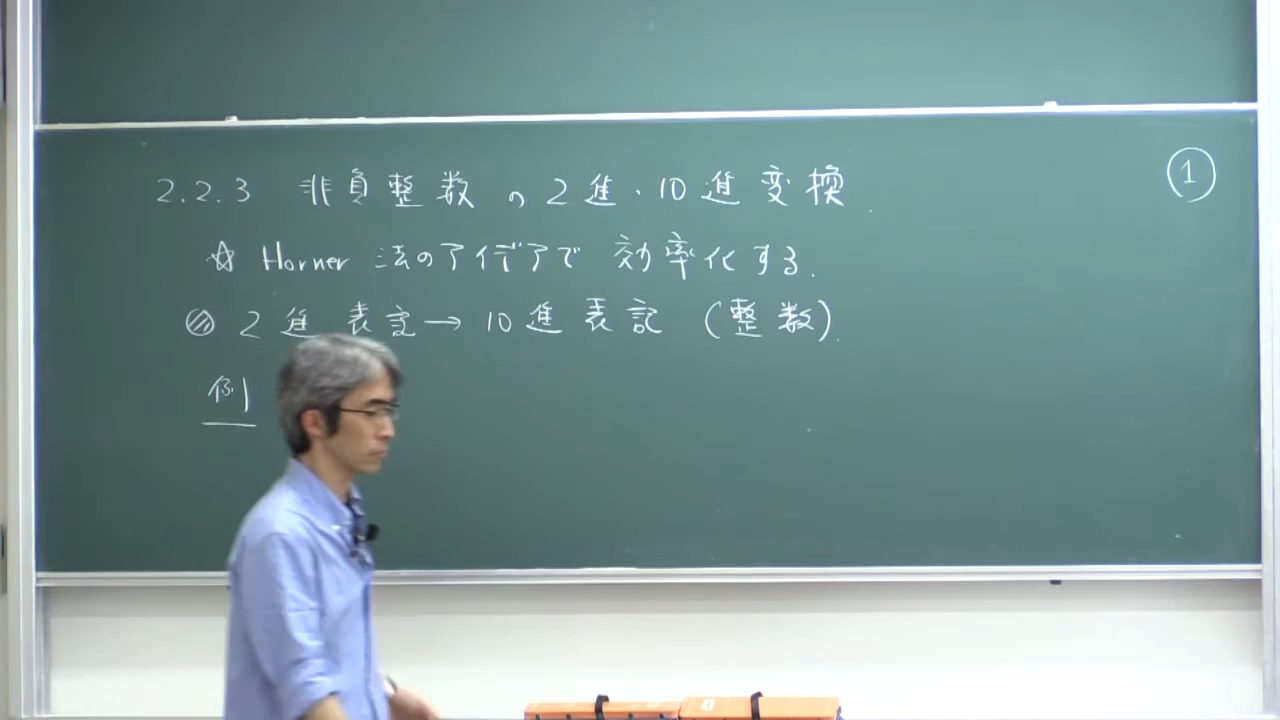 2.2.3 非負整数の2進・10進変換.
①
☆ Horner 法のアイデアで 効率化する.
◎ 2進表記→10進表記 (整数).
例